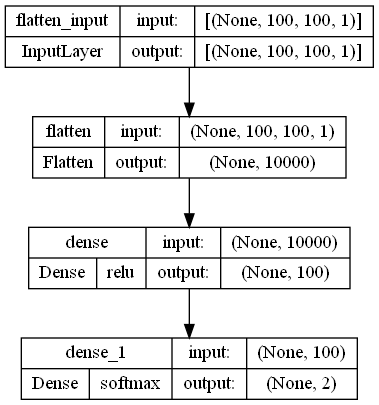 flatten_input input: [(None, 100, 100, 1)]
InputLayer output: [(None, 100, 100, 1)]
flatten input: (None, 100, 100, 1)
Flatten output: (None, 10000)
dense input: (None, 10000)
Dense relu output: (None, 100)
dense_1 input: (None, 100)
Dense softmax output: (None, 2)